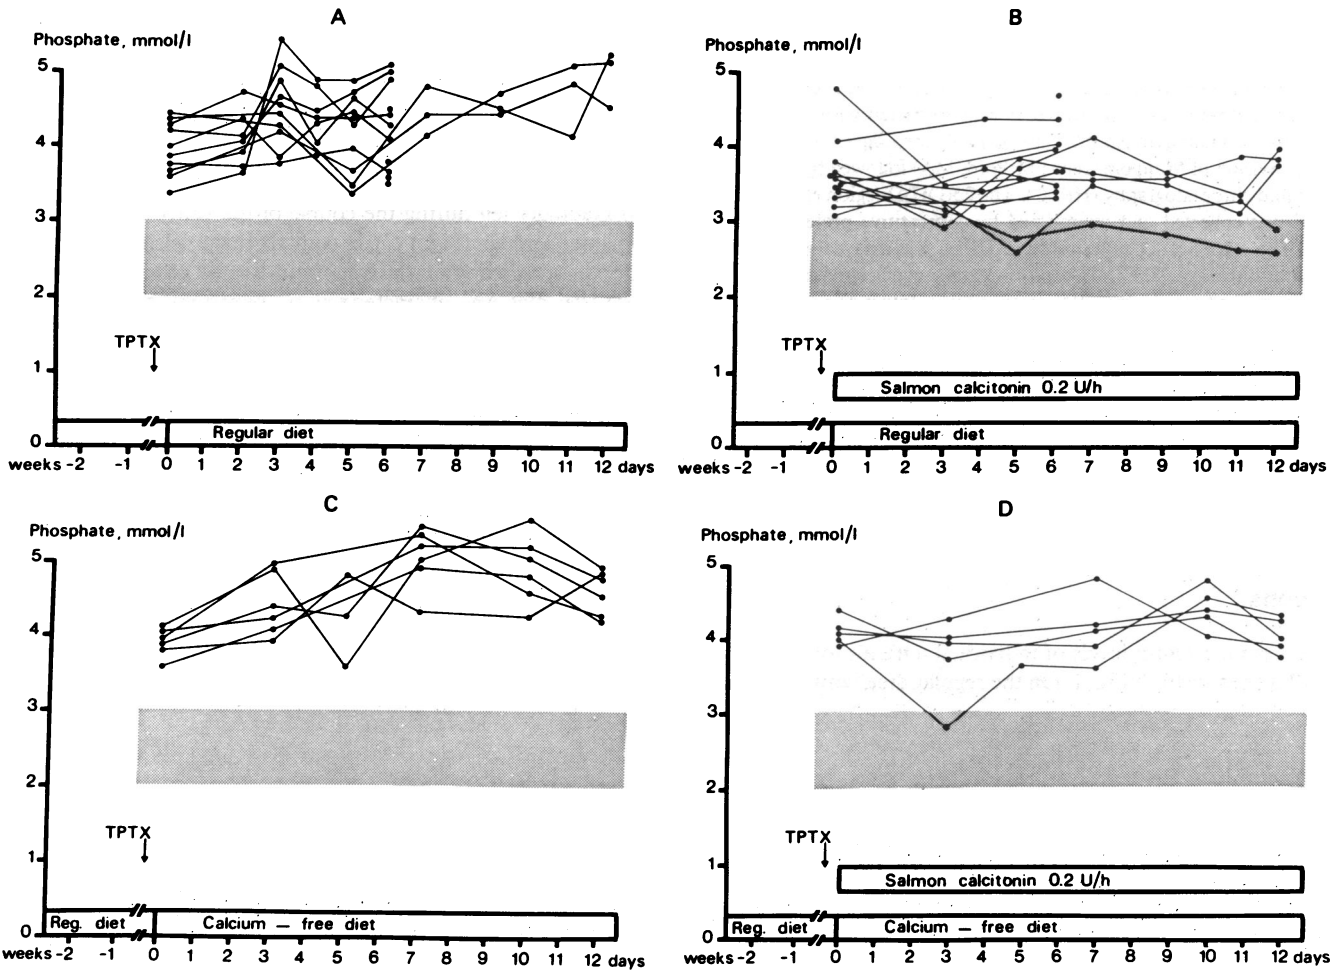 A
Phosphate, mmol/l
5
4
3
2
TPTX
1
Regular diet
0
weeks -2 -1 0 1 2 3 4 5 6 7 8 9 10 11 12 days
B
Phosphate, mmol/l
5
4
3
2
TPTX
1
Salmon calcitonin 0.2 U/h
Regular diet
0
weeks -2 -1 0 1 2 3 4 5 6 7 8 9 10 11 12 days
C
Phosphate, mmol/l
5
4
3
2
TPTX
1
Reg. diet Calcium – free diet
0
weeks -2 -1 0 1 2 3 4 5 6 7 8 9 10 11 12 days
D
Phosphate, mmol/l
5
4
3
2
TPTX
1
Salmon calcitonin 0.2 U/h
Reg. diet Calcium – free diet
0
weeks -2 -1 0 1 2 3 4 5 6 7 8 9 10 11 12 days